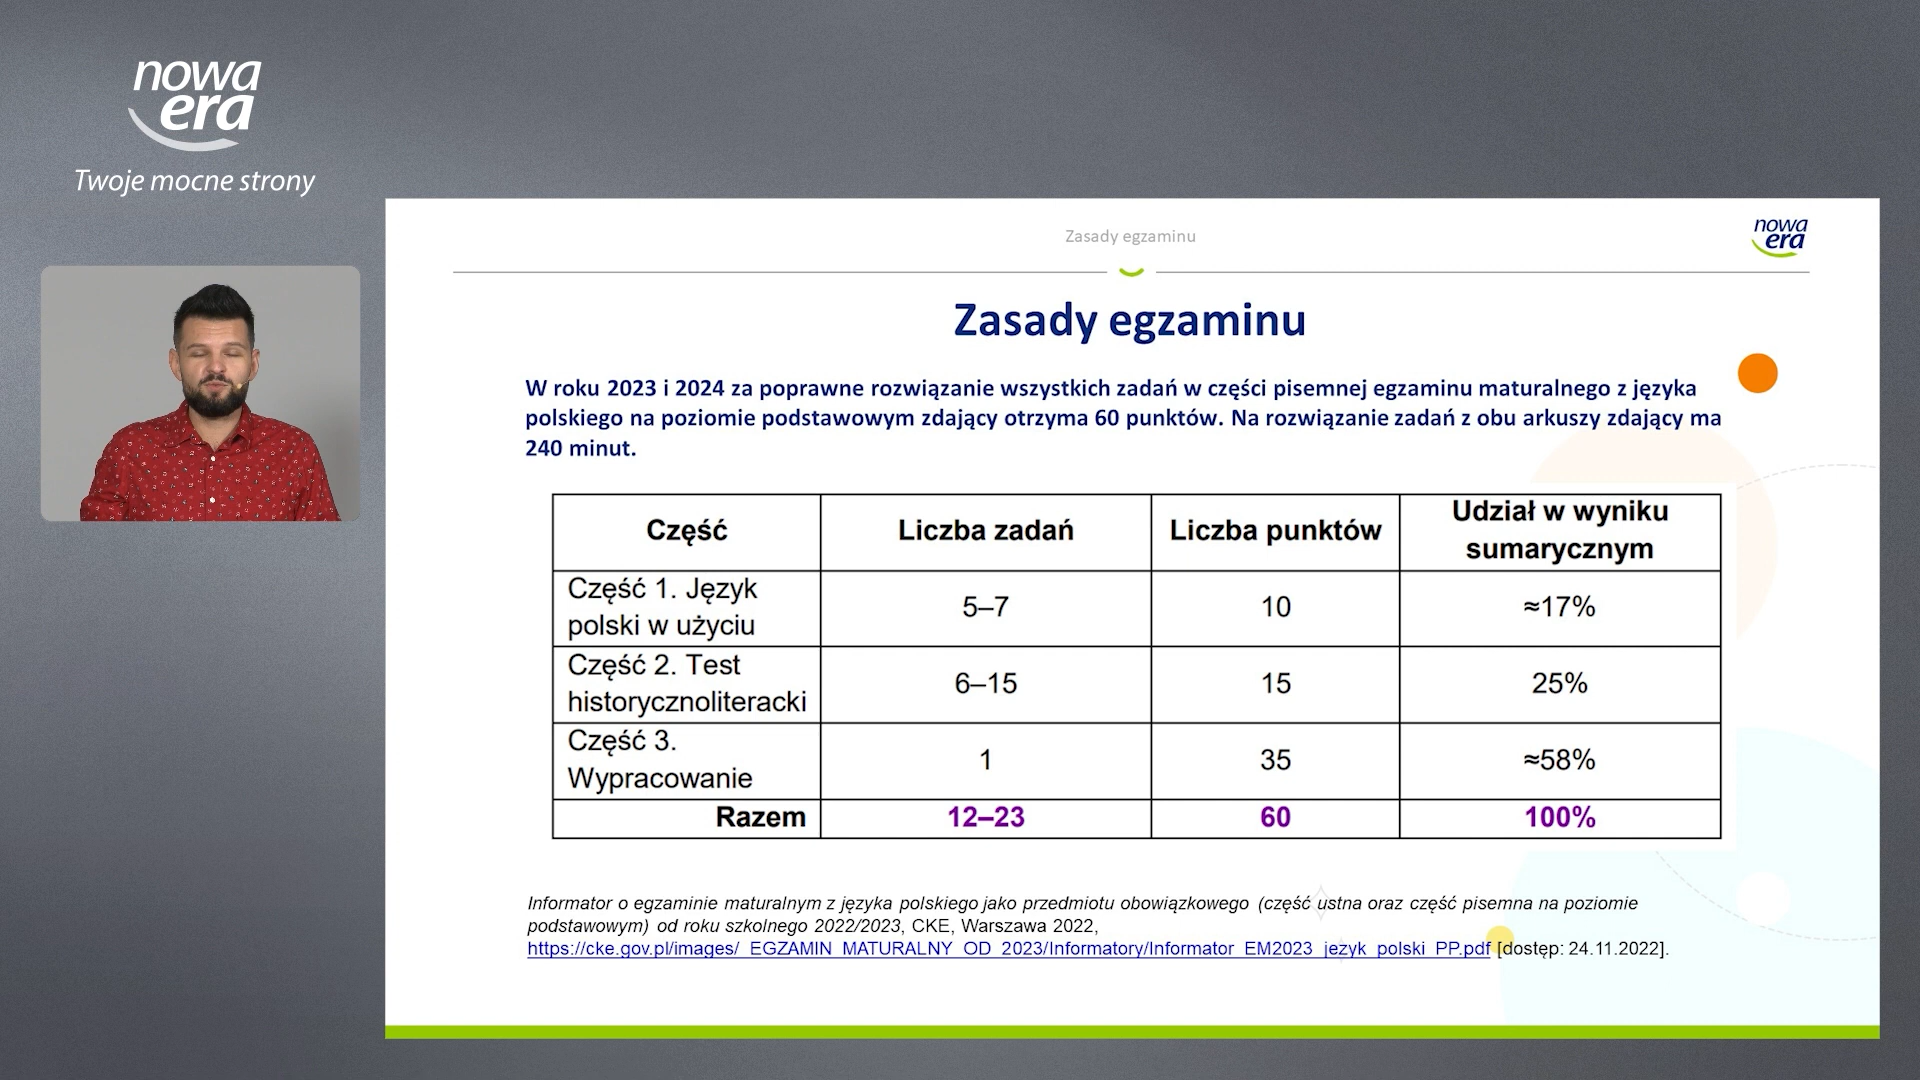 nowa
era
Twoje mocne strony
Zasady egzaminu
nowa
era
Zasady egzaminu
W roku 2023 i 2024 za poprawne rozwiązanie wszystkich zadań w części pisemnej egzaminu maturalnego z języka
polskiego na poziomie podstawowym zdający otrzyma 60 punktów. Na rozwiązanie zadań z obu arkuszy zdający ma
240 minut.
Część Liczba zadań Liczba punktów Udział w wyniku
sumarycznym
Część 1. Język
polski w użyciu 5–7 10 ≈17%
Część 2. Test
historycznoliteracki 6–15 15 25%
Część 3.
Wypracowanie 1 35 ≈58%
Razem 12–23 60 100%
Informator o egzaminie maturalnym z języka polskiego jako przedmiotu obowiązkowego (część ustna oraz część pisemna na poziomie
podstawowym) od roku szkolnego 2022/2023, CKE, Warszawa 2022,
https://cke.gov.pl/images/_EGZAMIN_MATURALNY_OD_2023/Informatory/Informator_EM2023_jezyk_polski_PP.pdf [dostęp: 24.11.2022].